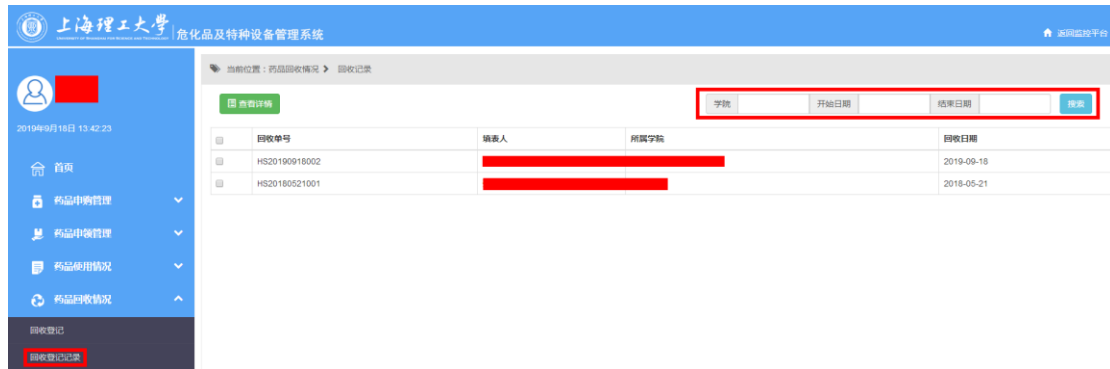 上海理工大学 危化品及特种设备管理系统
返回监控平台
当前位置：药品回收情况 > 回收记录
查看详情
学院 开始日期 结束日期 搜索
2019年9月18日 13:42:23
回收单号 填表人 所属学院 回收日期
HS20190918002 2019-09-18
HS20180521001 2018-05-21
首页
药品申购管理
药品申领管理
药品使用情况
药品回收情况
回收登记
回收登记记录